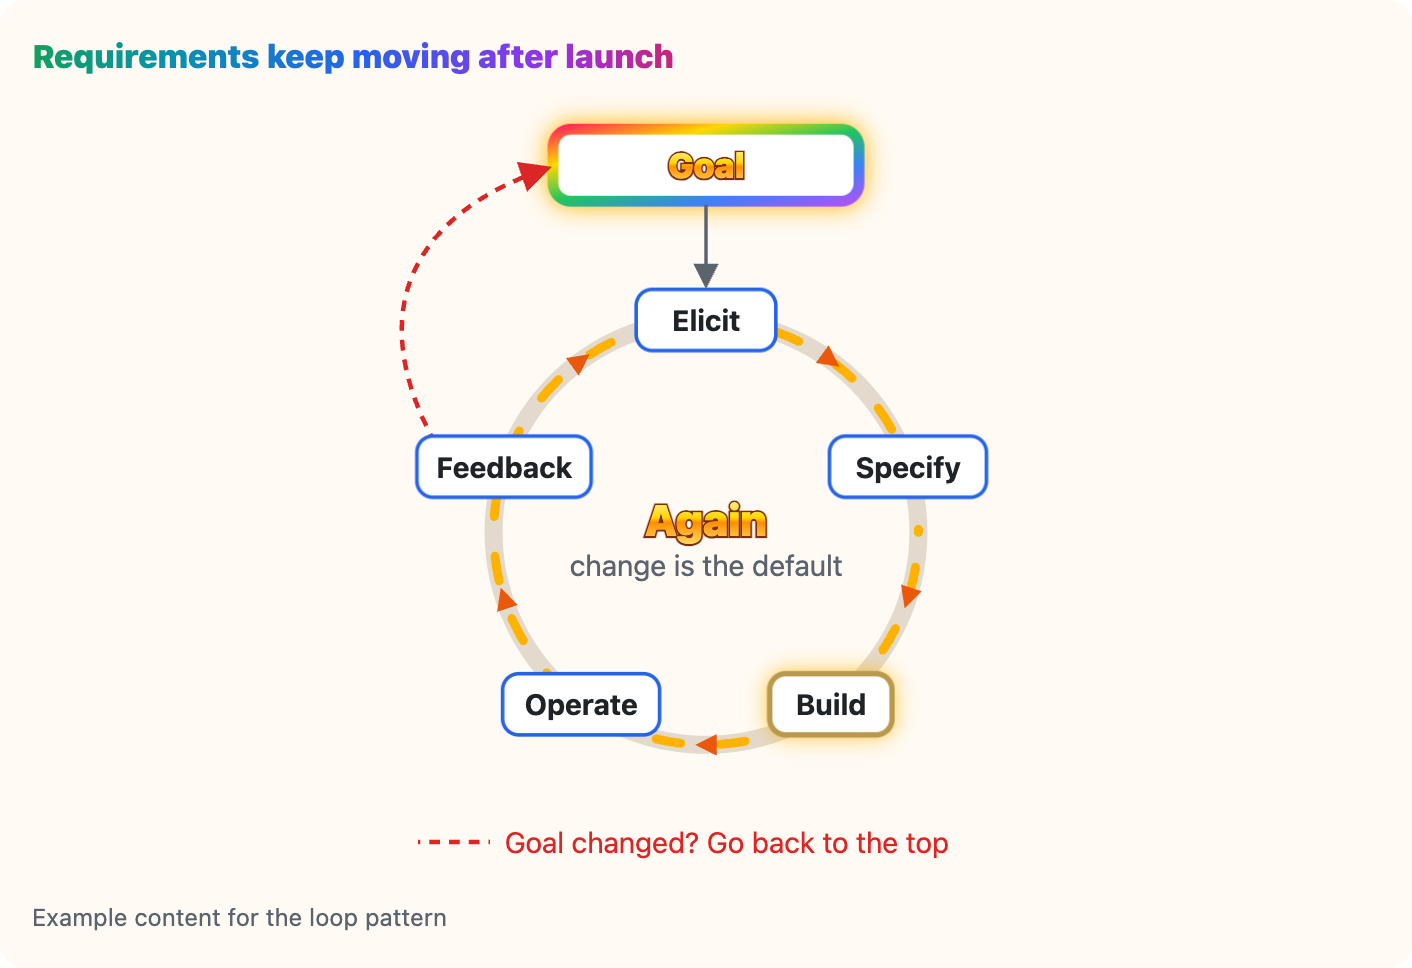 Requirements keep moving after launch
Goal
Elicit
Feedback
Specify
Again
change is the default
Operate
Build
Goal changed? Go back to the top
Example content for the loop pattern